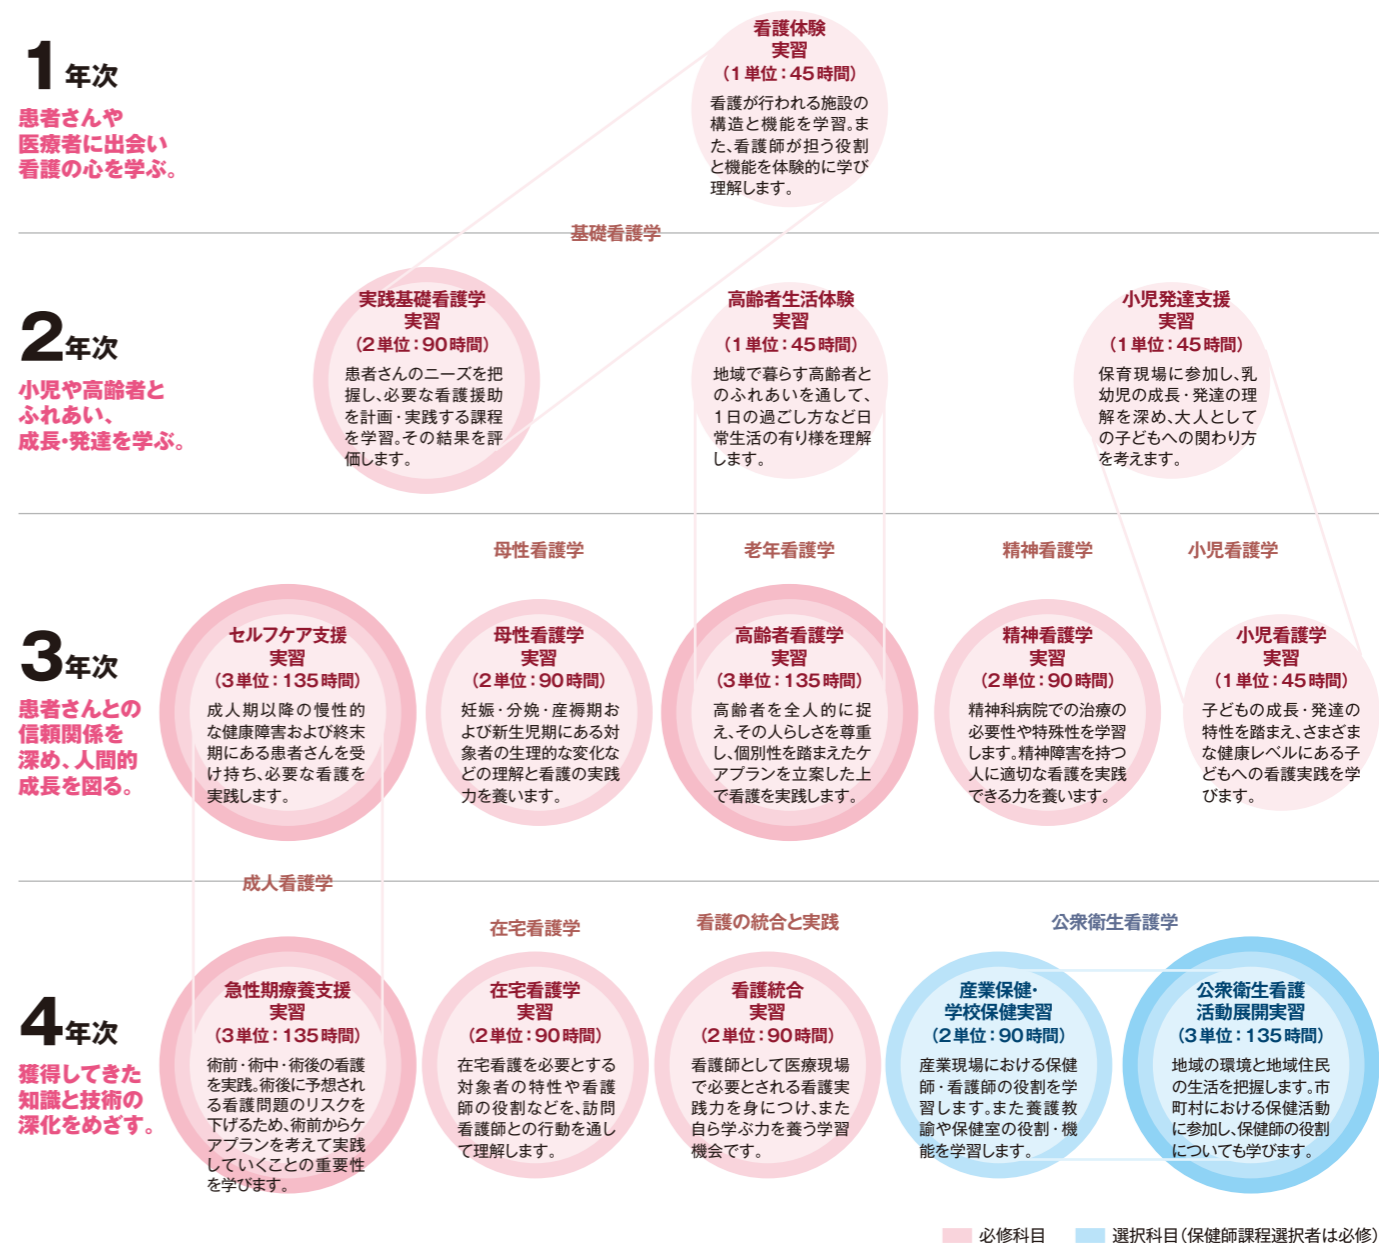 1年次
患者さんや
医療者に出会い
看護の心を学ぶ。
看護体験
実習
（1単位：45時間）
看護が行われる施設の
構造と機能を学習。ま
た、看護師が担う役割
と機能を体験的に学び
理解します。
基礎看護学
2年次
小児や高齢者と
ふれあい、
成長・発達を学ぶ。
実践基礎看護学
実習
（2単位：90時間）
患者さんのニーズを把
握し、必要な看護援助
を計画・実践する課程
を学習。その結果を評
価します。
高齢者生活体験
実習
（1単位：45時間）
地域で暮らす高齢者と
のふれあいを通して、
1日の過ごし方など日
常生活の有り様を理解
します。
小児発達支援
実習
（1単位：45時間）
保育現場に参加し、乳
幼児の成長・発達の理
解を深め、大人として
の子どもへの関わり方
を考えます。
母性看護学
老年看護学
精神看護学
小児看護学
3年次
患者さんとの
信頼関係を
深め、人間的
成長を図る。
セルフケア支援
実習
（3単位：135時間）
成人期以降の慢性的
な健康障害および終末
期にある患者さんを受
け持ち、必要な看護を
実践します。
母性看護学
実習
（2単位：90時間）
妊娠・分娩・産褥期お
よび新生児期にある対
象者の生理的な変化な
どの理解と看護の実践
力を養います。
高齢者看護学
実習
（3単位：135時間）
高齢者を全人的に捉
え、その人らしさを尊重
し、個別性を踏まえたケ
アプランを立案した上
で看護を実践します。
精神看護学
実習
（2単位：90時間）
精神科病院での治療の
必要性や特殊性を学習
します。精神障害を持つ
人に適切な看護を実践
できる力を養います。
小児看護学
実習
（1単位：45時間）
子どもの成長・発達の
特性を踏まえ、さまざま
な健康レベルにある子
どもへの看護実践を学
びます。
成人看護学
在宅看護学
看護の統合と実践
公衆衛生看護学
4年次
獲得してきた
知識と技術の
深化をめざす。
急性期療養支援
実習
（3単位：135時間）
術前・術中・術後の看護
を実践。術後に予想され
る看護問題のリスクを
下げるため、術前からケ
アプランを考えて実践
していくことの重要性
を学びます。
在宅看護学
実習
（2単位：90時間）
在宅看護を必要とする
対象者の特性や看護
師の役割などを、訪問
看護師との行動を通し
て理解します。
看護統合
実習
（2単位：90時間）
看護師として医療現場
で必要とされる看護実
践力を身につけ、また
自ら学ぶ力を養う学習
機会です。
産業保健・
学校保健実習
（2単位：90時間）
産業現場における保健
師・看護師の役割を学
習します。また養護教
諭や保健室の役割・機
能を学習します。
公衆衛生看護
活動展開実習
（3単位：135時間）
地域の環境と地域住民
の生活を把握します。市
町村における保健活動
に参加し、保健師の役割
についても学びます。
必修科目
選択科目（保健師課程選択者は必修）